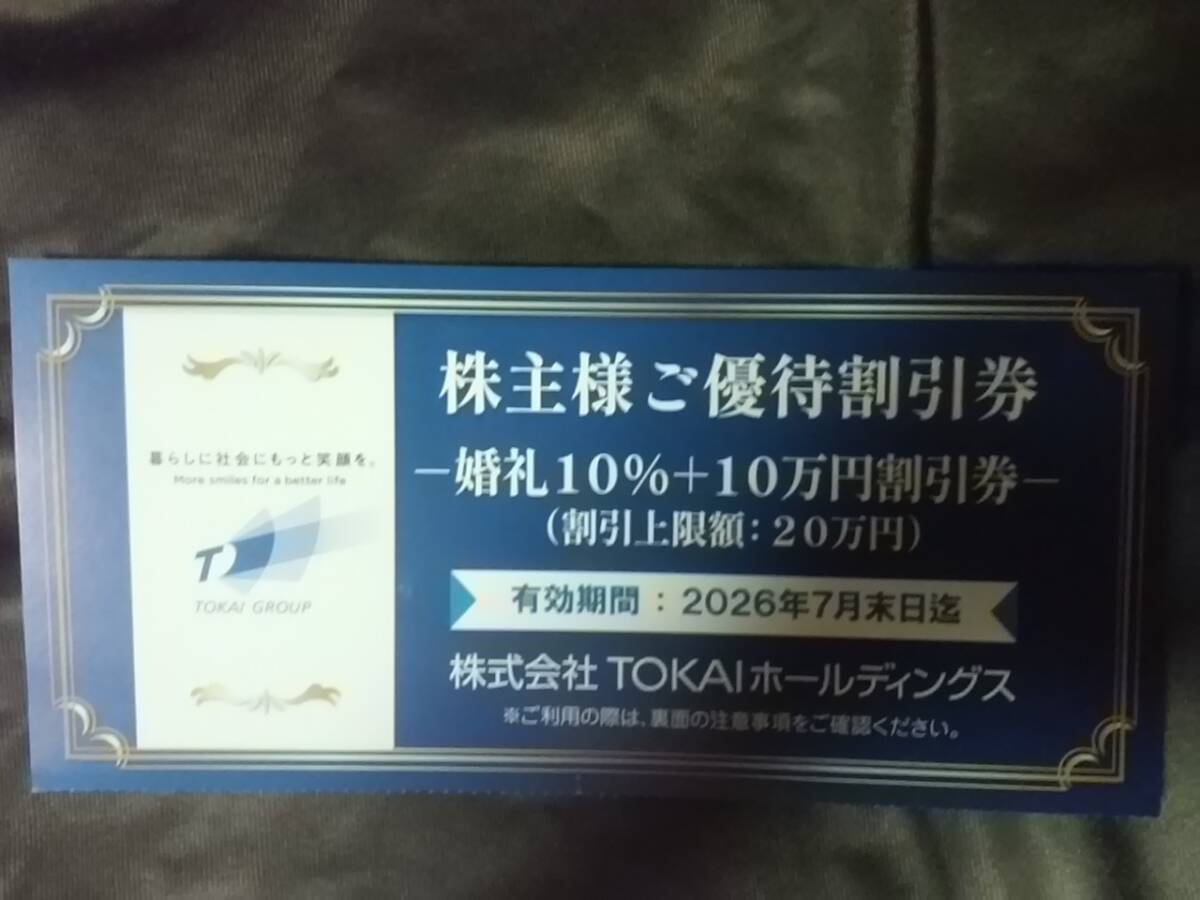 株主様ご優待割引券
－婚礼10%＋10万円割引券－
（割引上限額：20万円）
有効期間：2026年7月末日迄
株式会社 TOKAIホールディングス
※ご利用の際は、裏面の注意事項をご確認ください。
暮らしに社会にもっと笑顔を。
More smiles for a better life
T
TOKAI GROUP